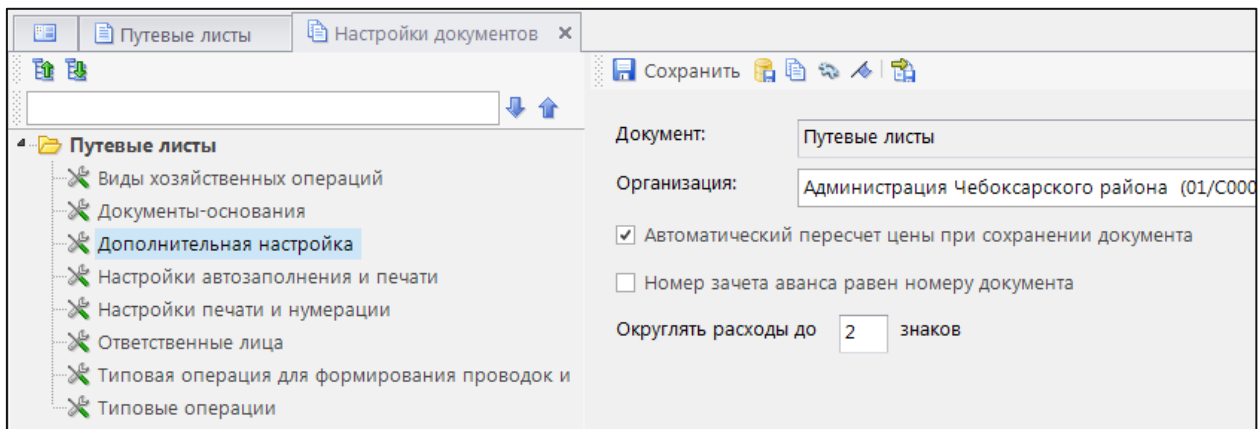 Путевые листы
Настройки документов
Сохранить
Путевые листы
Виды хозяйственных операций
Документы-основания
Дополнительная настройка
Настройки автозаполнения и печати
Настройки печати и нумерации
Ответственные лица
Типовая операция для формирования проводок и
Типовые операции
Документ: Путевые листы
Организация: Администрация Чебоксарского района (01/С000
Автоматический пересчет цены при сохранении документа
Номер зачета аванса равен номеру документа
Округлять расходы до 2 знаков